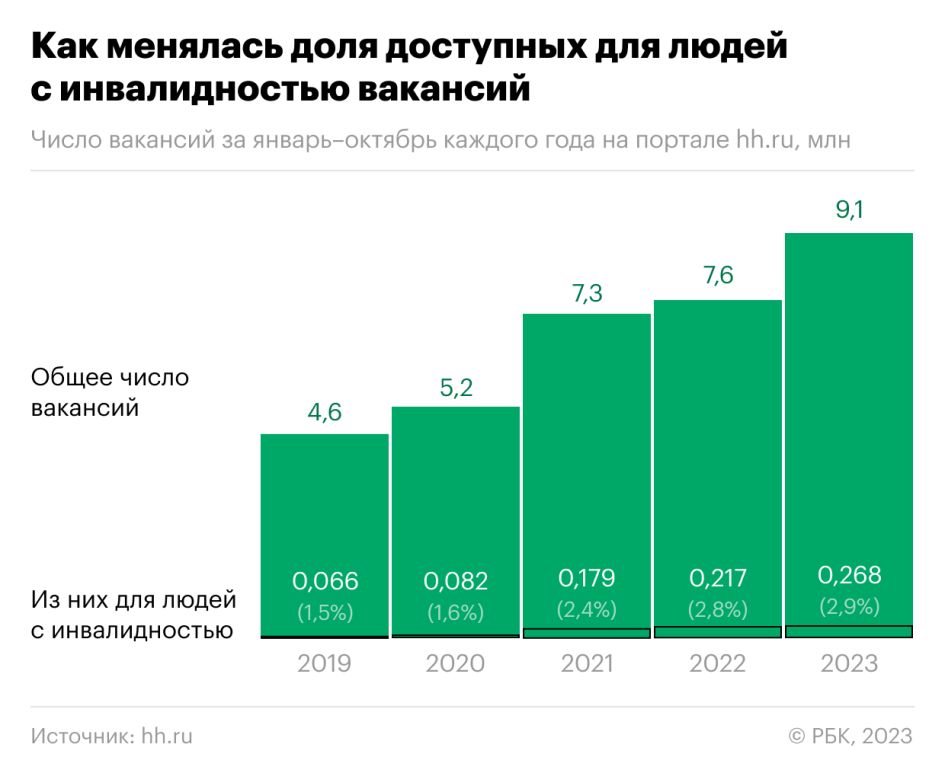 Как менялась доля доступных для людей
с инвалидностью вакансий
Число вакансий за январь–октябрь каждого года на портале hh.ru, млн
9,1
7,6
7,3
5,2
4,6
Общее число
вакансий
Из них для людей
с инвалидностью
0,066
(1,5%)
0,082
(1,6%)
0,179
(2,4%)
0,217
(2,8%)
0,268
(2,9%)
2019
2020
2021
2022
2023
Источник: hh.ru
© РБК, 2023